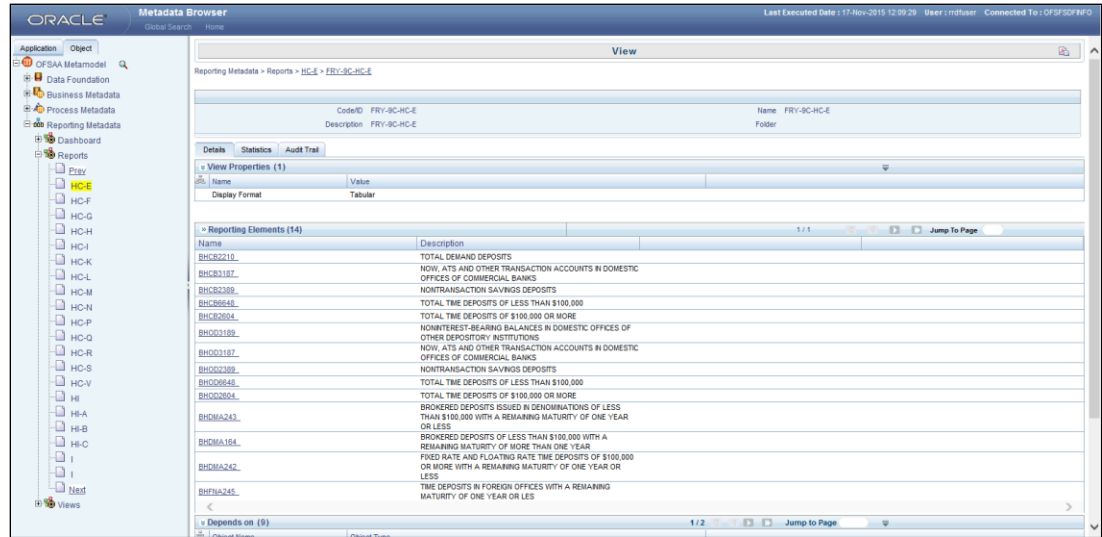 ORACLE
Metadata Browser
Global Search Home
Last Executed Date : 17-Nov-2015 12:09:29 User : rrdfuser Connected To : OFSFSDFINFO
Application Object
OFSAA Metamodel
Data Foundation
Business Metadata
Process Metadata
Reporting Metadata
Dashboard
Reports
Prev
HC-E
HC-F
HC-G
HC-H
HC-I
HC-K
HC-L
HC-M
HC-N
HC-P
HC-Q
HC-R
HC-S
HC-V
HI
HI-A
HI-B
HI-C
I
I
Next
Views
View
Reporting Metadata > Reports > HC-E > FRY-9C-HC-E
Code/ID FRY-9C-HC-E Name FRY-9C-HC-E
Description FRY-9C-HC-E Folder
Details Statistics Audit Trail
View Properties (1)
Name Value
Display Format Tabular
Reporting Elements (14) 1 / 1 Jump To Page
Name Description
BHCB2210 TOTAL DEMAND DEPOSITS
BHCB3187 NOW, ATS AND OTHER TRANSACTION ACCOUNTS IN DOMESTIC
OFFICES OF COMMERCIAL BANKS
BHCB2389 NONTRANSACTION SAVINGS DEPOSITS
BHCB6648 TOTAL TIME DEPOSITS OF LESS THAN $100,000
BHCB2604 TOTAL TIME DEPOSITS OF $100,000 OR MORE
BHOD3189 NONINTEREST-BEARING BALANCES IN DOMESTIC OFFICES OF
OTHER DEPOSITORY INSTITUTIONS
BHOD3187 NOW, ATS AND OTHER TRANSACTION ACCOUNTS IN DOMESTIC
OFFICES OF COMMERCIAL BANKS
BHOD2389 NONTRANSACTION SAVINGS DEPOSITS
BHOD6648 TOTAL TIME DEPOSITS OF LESS THAN $100,000
BHOD2604 TOTAL TIME DEPOSITS OF $100,000 OR MORE
BHDMA243 BROKERED DEPOSITS ISSUED IN DENOMINATIONS OF LESS
THAN $100,000 WITH A REMAINING MATURITY OF ONE YEAR
OR LESS
BHDMA164 BROKERED DEPOSITS OF LESS THAN $100,000 WITH A
REMAINING MATURITY OF MORE THAN ONE YEAR
BHDMA242 FIXED RATE AND FLOATING RATE TIME DEPOSITS OF $100,000
OR MORE WITH A REMAINING MATURITY OF ONE YEAR OR
LESS
BHFNA245 TIME DEPOSITS IN FOREIGN OFFICES WITH A REMAINING
MATURITY OF ONE YEAR OR LES
Depends on (9) 1 / 2 Jump to Page
Object Name Object Type